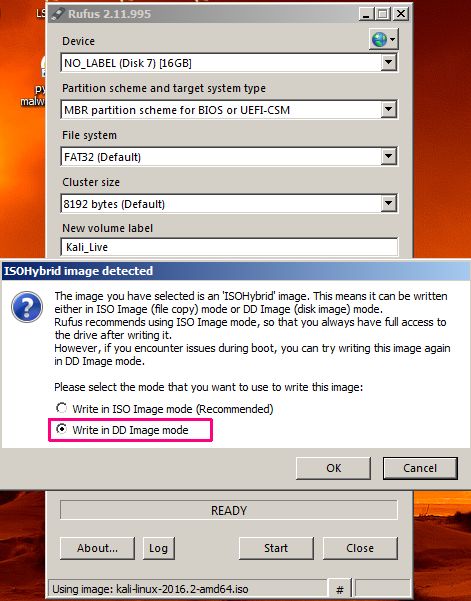 LS
py
malw
Rufus 2.11.995
Device
NO_LABEL (Disk 7) [16GB]
Partition scheme and target system type
MBR partition scheme for BIOS or UEFI-CSM
File system
FAT32 (Default)
Cluster size
8192 bytes (Default)
New volume label
Kali_Live
ISOHybrid image detected
The image you have selected is an 'ISOHybrid' image. This means it can be written
either in ISO Image (file copy) mode or DD Image (disk image) mode.
Rufus recommends using ISO Image mode, so that you always have full access to
the drive after writing it.
However, if you encounter issues during boot, you can try writing this image again
in DD Image mode.
Please select the mode that you want to use to write this image:
Write in ISO Image mode (Recommended)
Write in DD Image mode
OK Cancel
READY
About... Log Start Close
Using image: kali-linux-2016.2-amd64.iso #